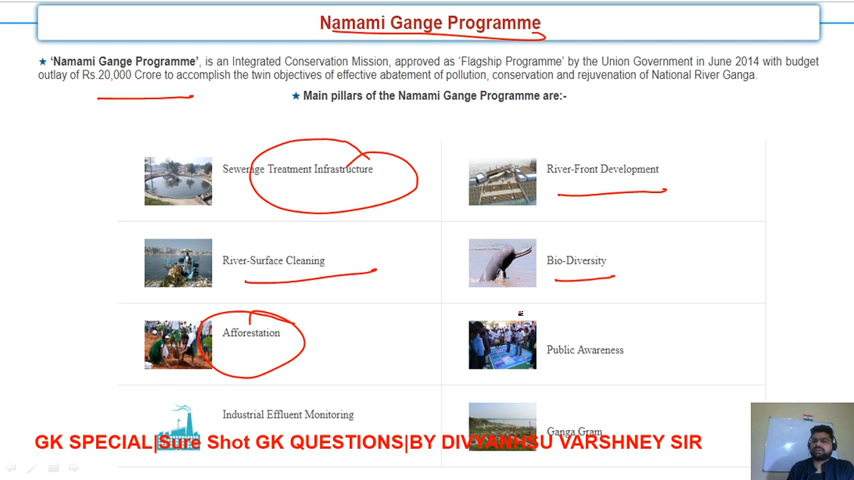 Namami Gange Programme
★ 'Namami Gange Programme', is an Integrated Conservation Mission, approved as 'Flagship Programme' by the Union Government in June 2014 with budget
outlay of Rs.20,000 Crore to accomplish the twin objectives of effective abatement of pollution, conservation and rejuvenation of National River Ganga.
★ Main pillars of the Namami Gange Programme are:-
Sewerage Treatment Infrastructure
River-Front Development
River-Surface Cleaning
Bio-Diversity
Afforestation
Public Awareness
Industrial Effluent Monitoring
Ganga Gram
GK SPECIAL|Sure Shot GK QUESTIONS|BY DIVYANHSU VARSHNEY SIR